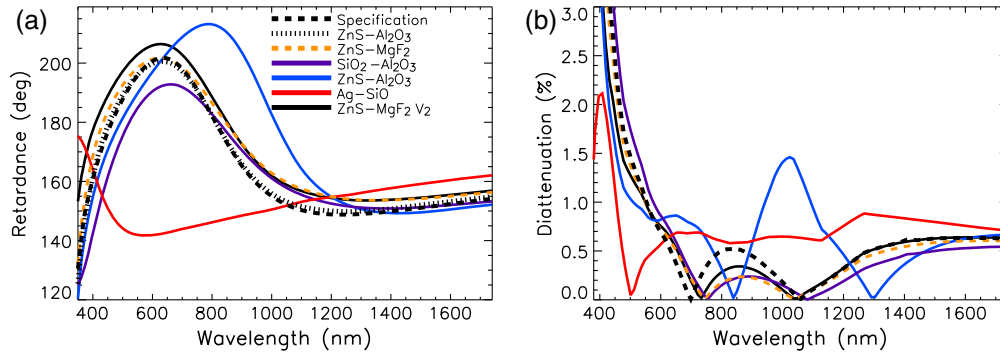 (a)
Retardance (deg)
200
180
160
140
120
Specification
ZnS−Al2O3
ZnS−MgF2
SiO2−Al2O3
ZnS−Al2O3
Ag−SiO
ZnS−MgF2 V2
400 600 800 1000 1200 1400 1600
Wavelength (nm)
(b)
Diattenuation (%)
3.0
2.5
2.0
1.5
1.0
0.5
0.0
400 600 800 1000 1200 1400 1600
Wavelength (nm)